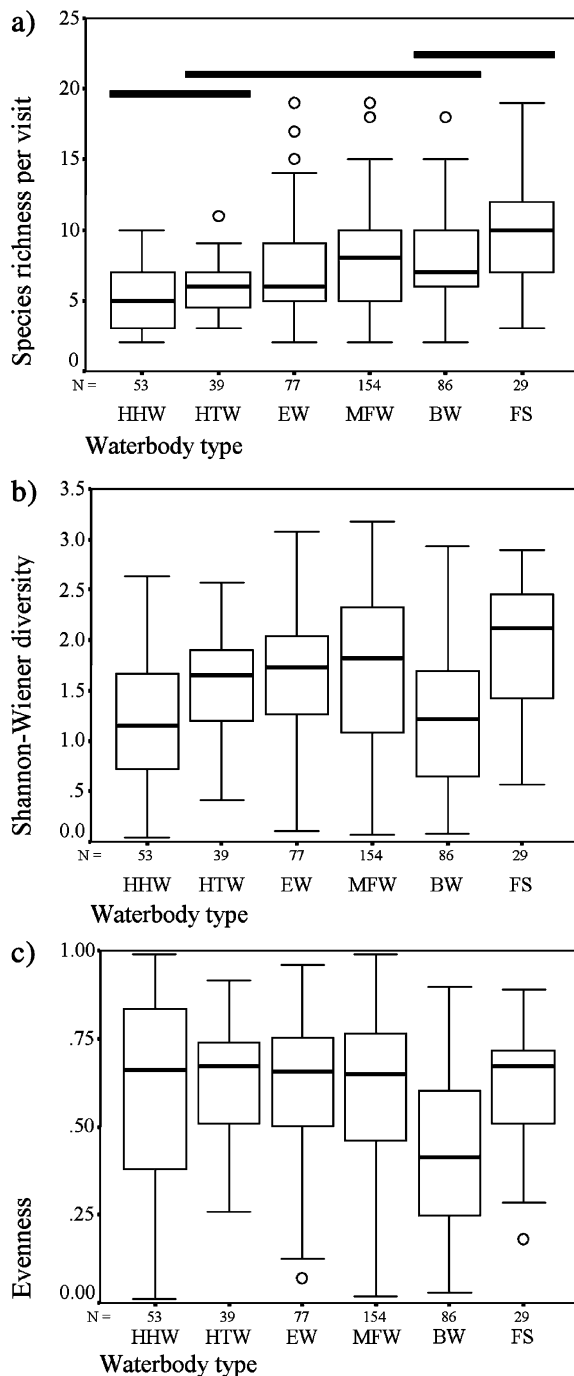 a)
Species richness per visit
25
20
15
10
5
0
N = 53 39 77 154 86 29
HHW HTW EW MFW BW FS
Waterbody type
b)
Shannon-Wiener diversity
3.5
3.0
2.5
2.0
1.5
1.0
.5
0.0
N = 53 39 77 154 86 29
HHW HTW EW MFW BW FS
Waterbody type
c)
Evenness
1.00
.75
.50
.25
0.00
N = 53 39 77 154 86 29
HHW HTW EW MFW BW FS
Waterbody type